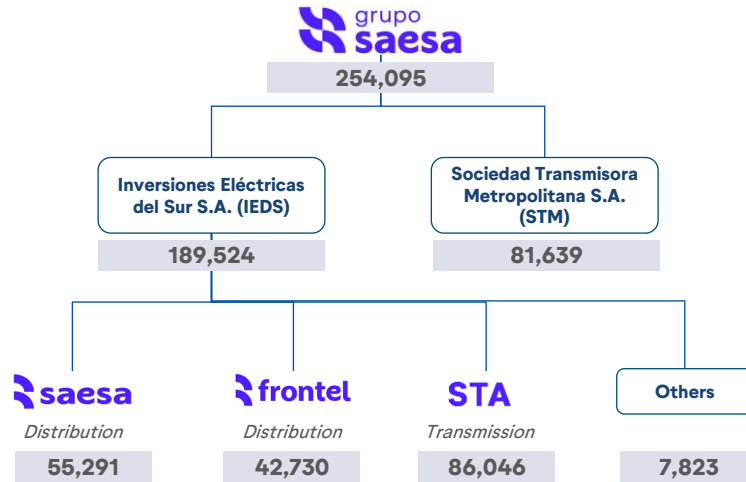 grupo
saesa
254,095
Inversiones Eléctricas
del Sur S.A. (IEDS)
189,524
Sociedad Transmisora
Metropolitana S.A.
(STM)
81,639
saesa
Distribution
55,291
frontel
Distribution
42,730
STA
Transmission
86,046
Others
7,823